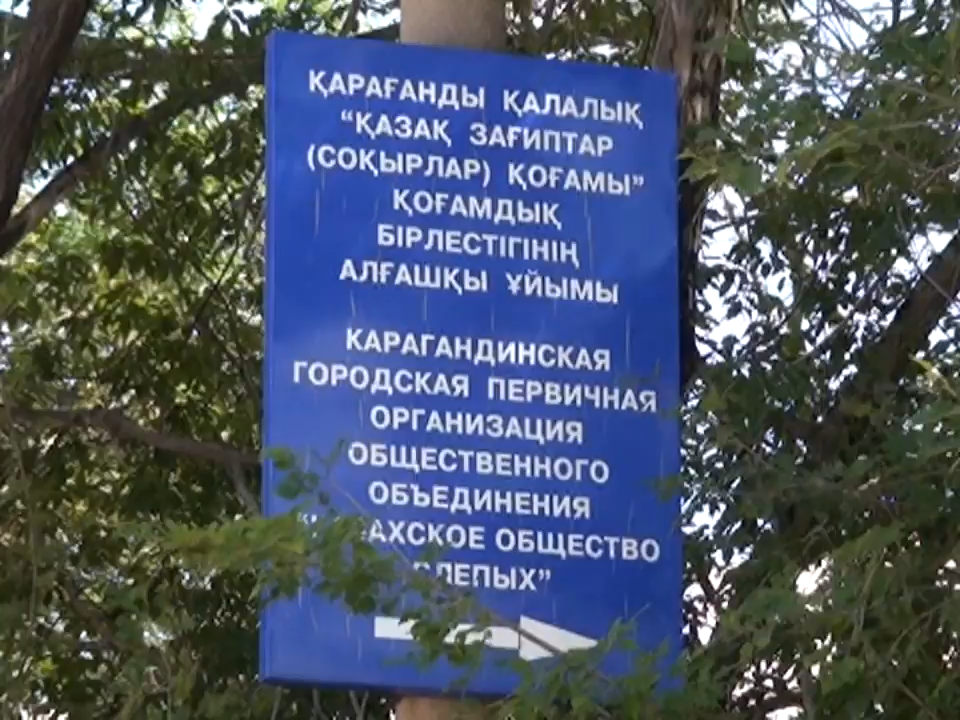 ҚАРАҒАНДЫ ҚАЛАЛЫҚ
“ҚАЗАҚ ЗАҒИПТАР
(СОҚЫРЛАР) ҚОҒАМЫ”
ҚОҒАМДЫҚ
БІРЛЕСТІГІНІҢ
АЛҒАШҚЫ ҰЙЫМЫ
КАРАГАНДИНСКАЯ
ГОРОДСКАЯ ПЕРВИЧНАЯ
ОРГАНИЗАЦИЯ
ОБЩЕСТВЕННОГО
ОБЪЕДИНЕНИЯ
ОБЩЕСТВО